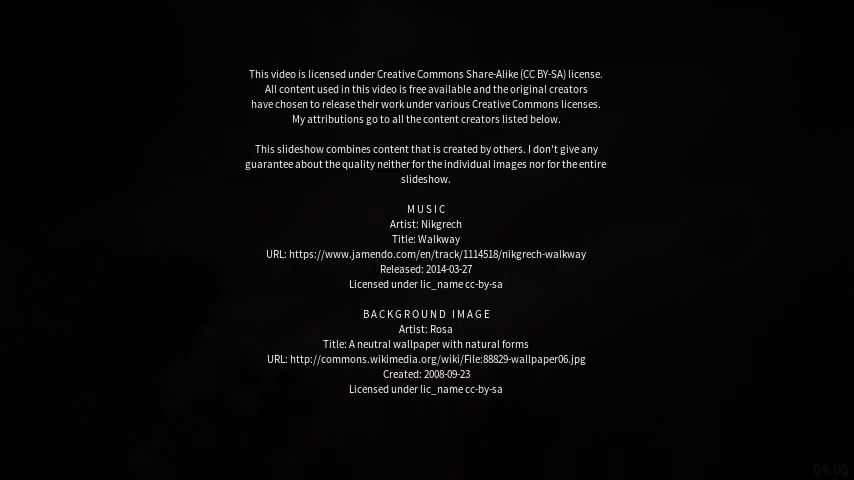 This video is licensed under Creative Commons Share-Alike (CC BY-SA) license.
All content used in this video is free available and the original creators
have chosen to release their work under various Creative Commons licenses.
My attributions go to all the content creators listed below.
This slideshow combines content that is created by others. I don't give any
guarantee about the quality neither for the individual images nor for the entire
slideshow.
MUSIC
Artist: Nikgrech
Title: Walkway
URL: https://www.jamendo.com/en/track/1114518/nikgrech-walkway
Released: 2014-03-27
Licensed under lic_name cc-by-sa
BACKGROUND IMAGE
Artist: Rosa
Title: A neutral wallpaper with natural forms
URL: http://commons.wikimedia.org/wiki/File:88829-wallpaper06.jpg
Created: 2008-09-23
Licensed under lic_name cc-by-sa